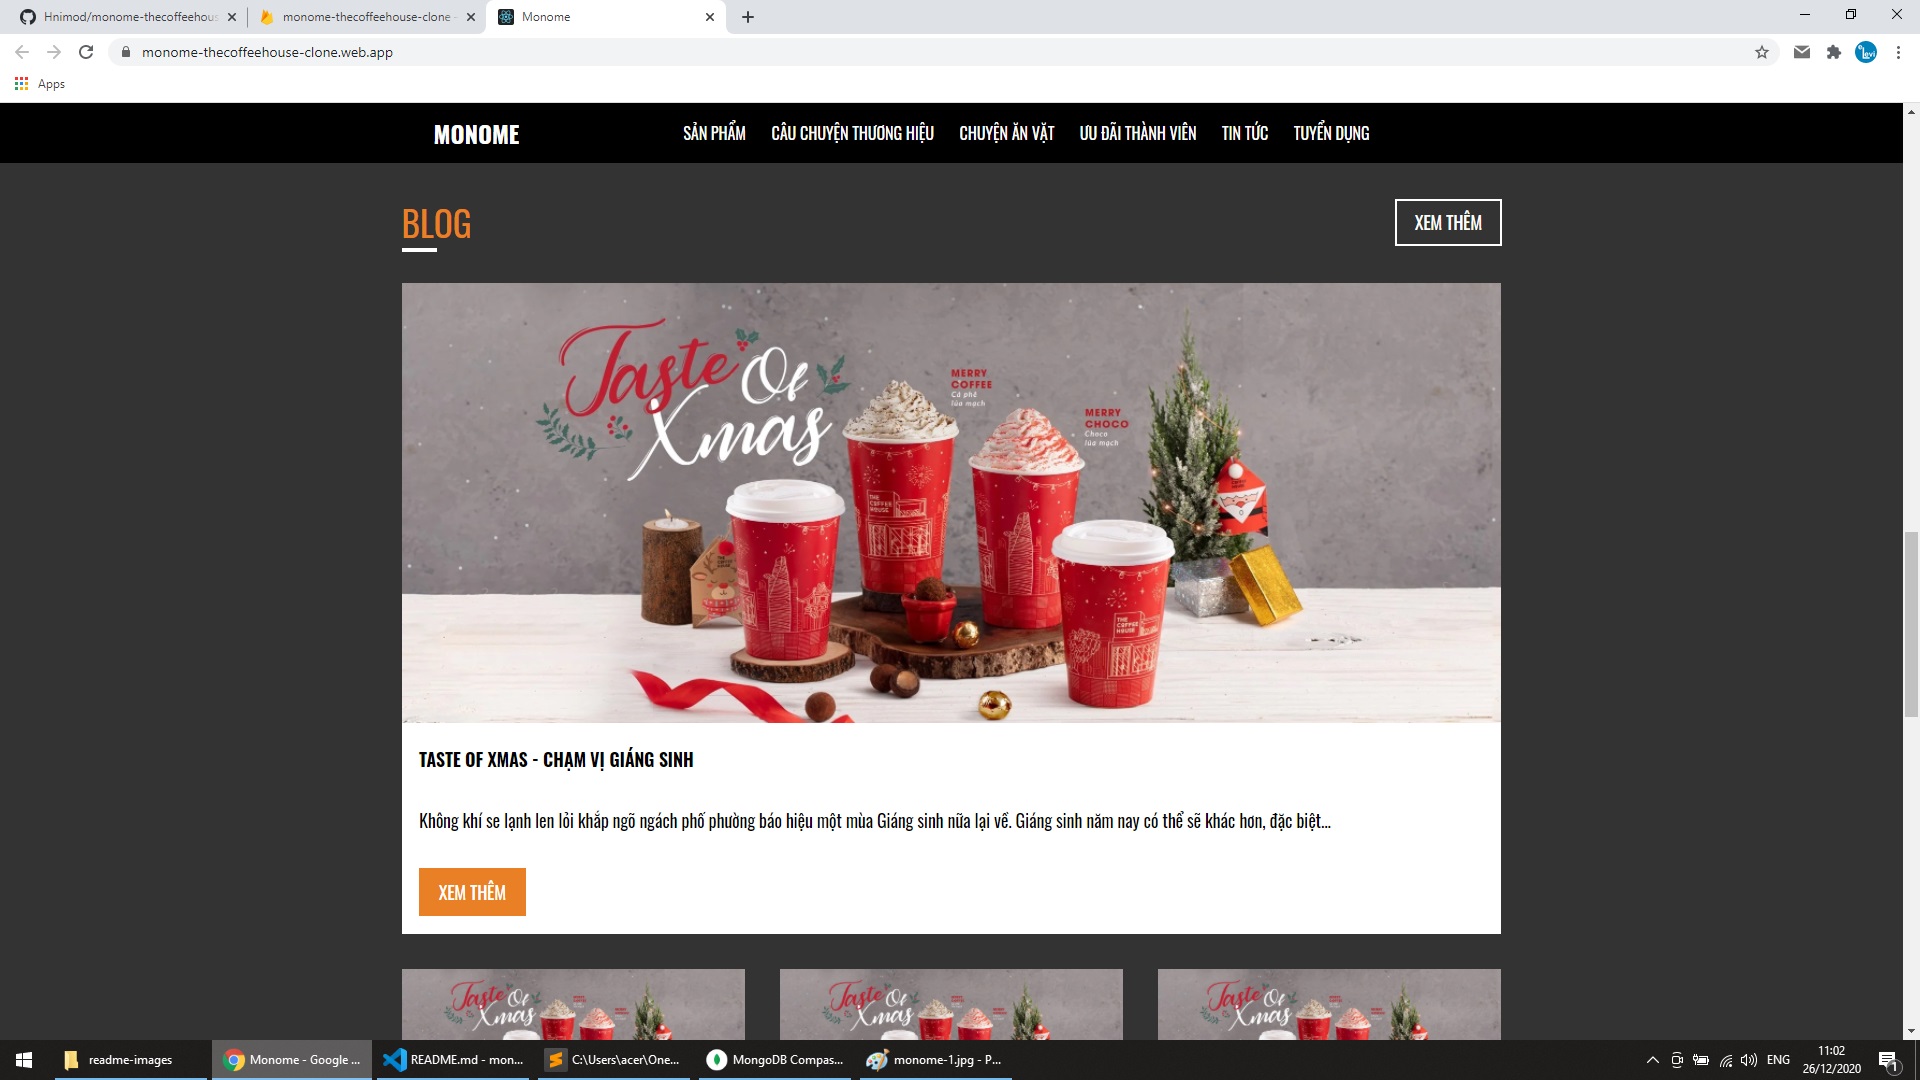 Hnimod/monome-thecoffeehous
monome-thecoffeehouse-clone -
Monome
monome-thecoffeehouse-clone.web.app
Levi
Apps
MONOME
SẢN PHẨM
CÂU CHUYỆN THƯƠNG HIỆU
CHUYỆN ĂN VẶT
ƯU ĐÃI THÀNH VIÊN
TIN TỨC
TUYỂN DỤNG
BLOG
XEM THÊM
Taste Of
Xmas
MERRY
COFFEE
Cà phê
lúa mạch
MERRY
CHOCO
Choco
lúa mạch
THE
COFFEE
HOUSE
THE
COFFEE
HOUSE
TASTE OF XMAS - CHẠM VỊ GIÁNG SINH
Không khí se lạnh len lỏi khắp ngõ ngách phố phường báo hiệu một mùa Giáng sinh nữa lại về. Giáng sinh năm nay có thể sẽ khác hơn, đặc biệt...
XEM THÊM
Taste Of
Xmas
Taste Of
Xmas
Taste Of
Xmas
readme-images
Monome - Google ...
README.md - mon...
C:\Users\acer\One...
MongoDB Compas...
monome-1.jpg - P...
ENG
11:02
26/12/2020
1